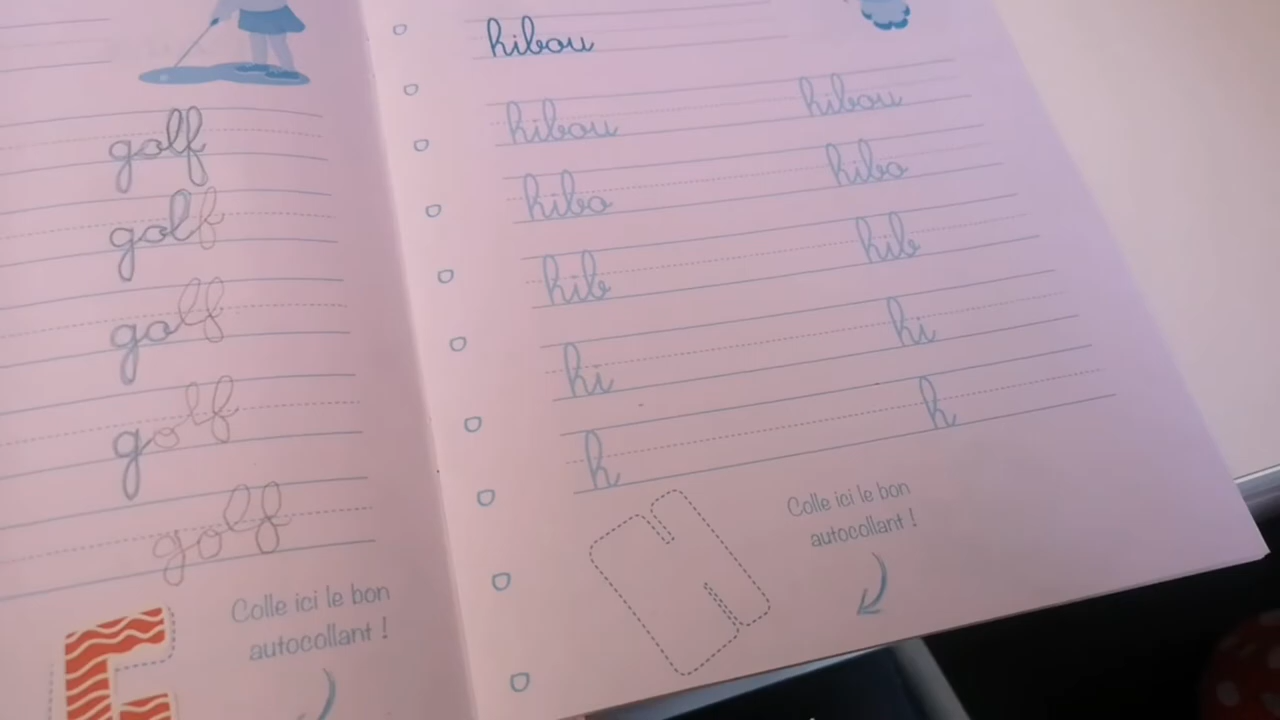 golf
golf
golf
golf
golf
Colle ici le bon
autocollant !
hibou
hibou hibou
hibo hibo
hib hib
hi hi
h h
Colle ici le bon
autocollant !